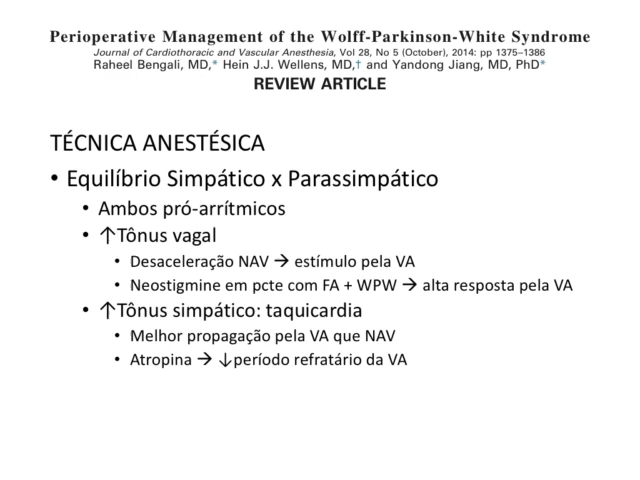 Perioperative Management of the Wolff-Parkinson-White Syndrome
Journal of Cardiothoracic and Vascular Anesthesia, Vol 28, No 5 (October), 2014: pp 1375–1386
Raheel Bengali, MD,* Hein J.J. Wellens, MD,† and Yandong Jiang, MD, PhD*
REVIEW ARTICLE
TÉCNICA ANESTÉSICA
• Equilíbrio Simpático x Parassimpático
• Ambos pró-arrítmicos
• ↑Tônus vagal
• Desaceleração NAV → estímulo pela VA
• Neostigmine em pcte com FA + WPW → alta resposta pela VA
• ↑Tônus simpático: taquicardia
• Melhor propagação pela VA que NAV
• Atropina → ↓período refratário da VA